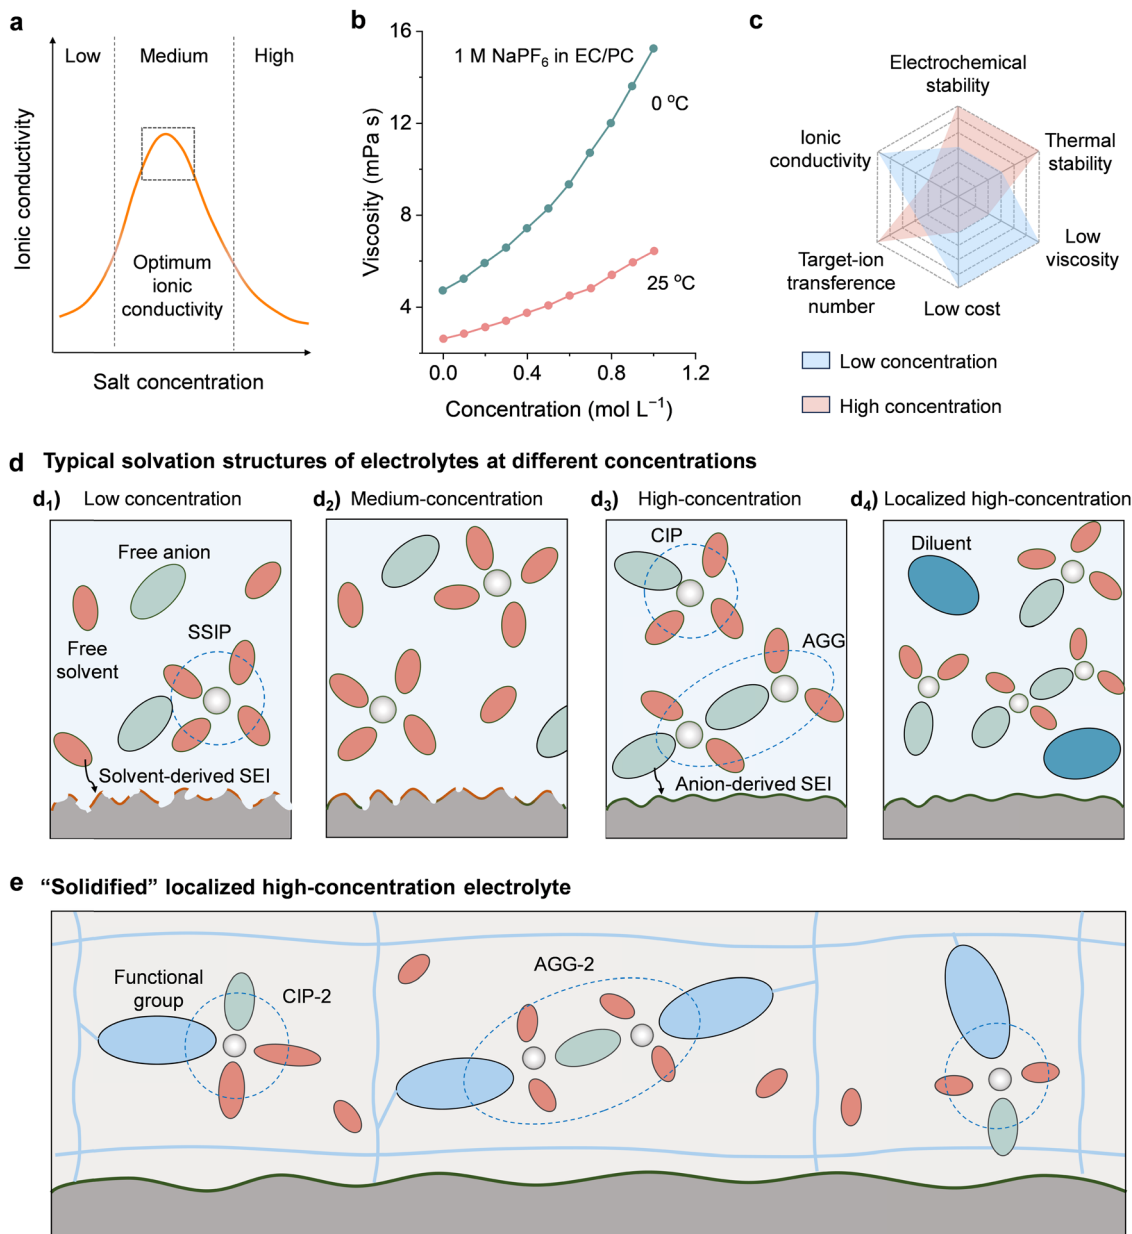 a
Low
Medium
High
Ionic conductivity
Optimum
ionic
conductivity
Salt concentration
b
16
12
8
4
Viscosity (mPa s)
1 M NaPF₆ in EC/PC
0 °C
25 °C
0.0
0.4
0.8
1.2
Concentration (mol L⁻¹)
c
Electrochemical
stability
Ionic
conductivity
Thermal
stability
Target-ion
transference
number
Low
viscosity
Low cost
Low concentration
High concentration
d Typical solvation structures of electrolytes at different concentrations
d₁) Low concentration
Free anion
SSIP
Free
solvent
Solvent-derived SEI
d₂) Medium-concentration
d₃) High-concentration
CIP
AGG
Anion-derived SEI
d₄) Localized high-concentration
Diluent
e “Solidified” localized high-concentration electrolyte
Functional
group
CIP-2
AGG-2